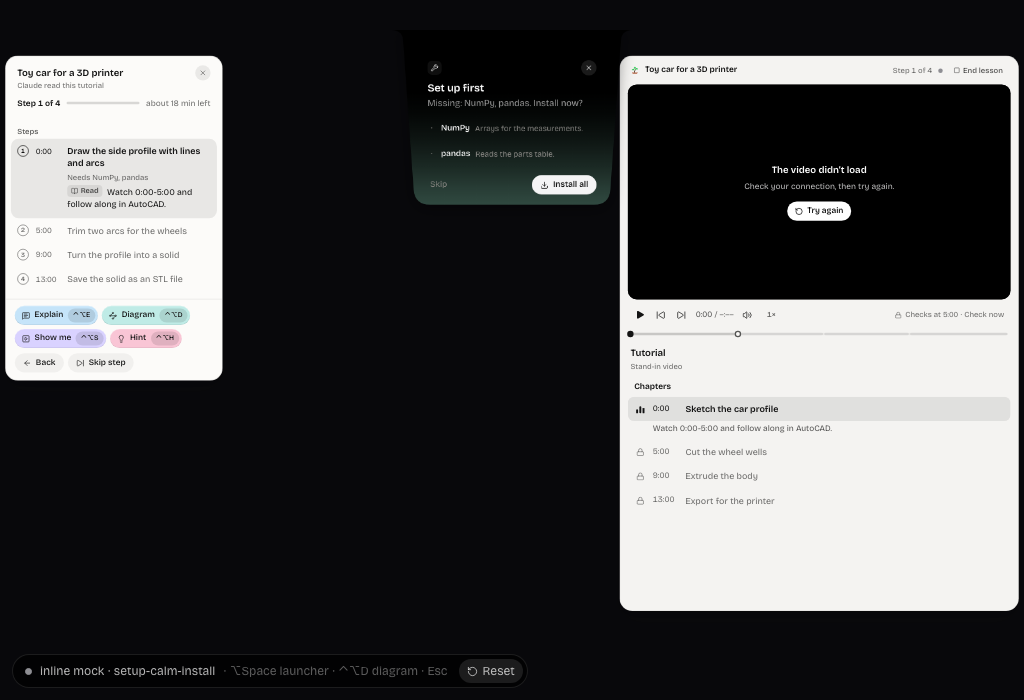 Toy car for a 3D printer
Claude read this tutorial
Step 1 of 4 about 18 min left
Steps
1 0:00 Draw the side profile with lines
and arcs
Needs NumPy, pandas
Read Watch 0:00-5:00 and
follow along in AutoCAD.
2 5:00 Trim two arcs for the wheels
3 9:00 Turn the profile into a solid
4 13:00 Save the solid as an STL file
Explain ^⌥E Diagram ^⌥D
Show me ^⌥S Hint ^⌥H
Back Skip step
Set up first
Missing: NumPy, pandas. Install now?
· NumPy Arrays for the measurements.
· pandas Reads the parts table.
Skip Install all
Toy car for a 3D printer Step 1 of 4 End lesson
The video didn't load
Check your connection, then try again.
Try again
0:00 / –:–– 1× Checks at 5:00 · Check now
Tutorial
Stand-in video
Chapters
0:00 Sketch the car profile
Watch 0:00-5:00 and follow along in AutoCAD.
5:00 Cut the wheel wells
9:00 Extrude the body
13:00 Export for the printer
inline mock · setup-calm-install · ⌥Space launcher · ^⌥D diagram · Esc Reset